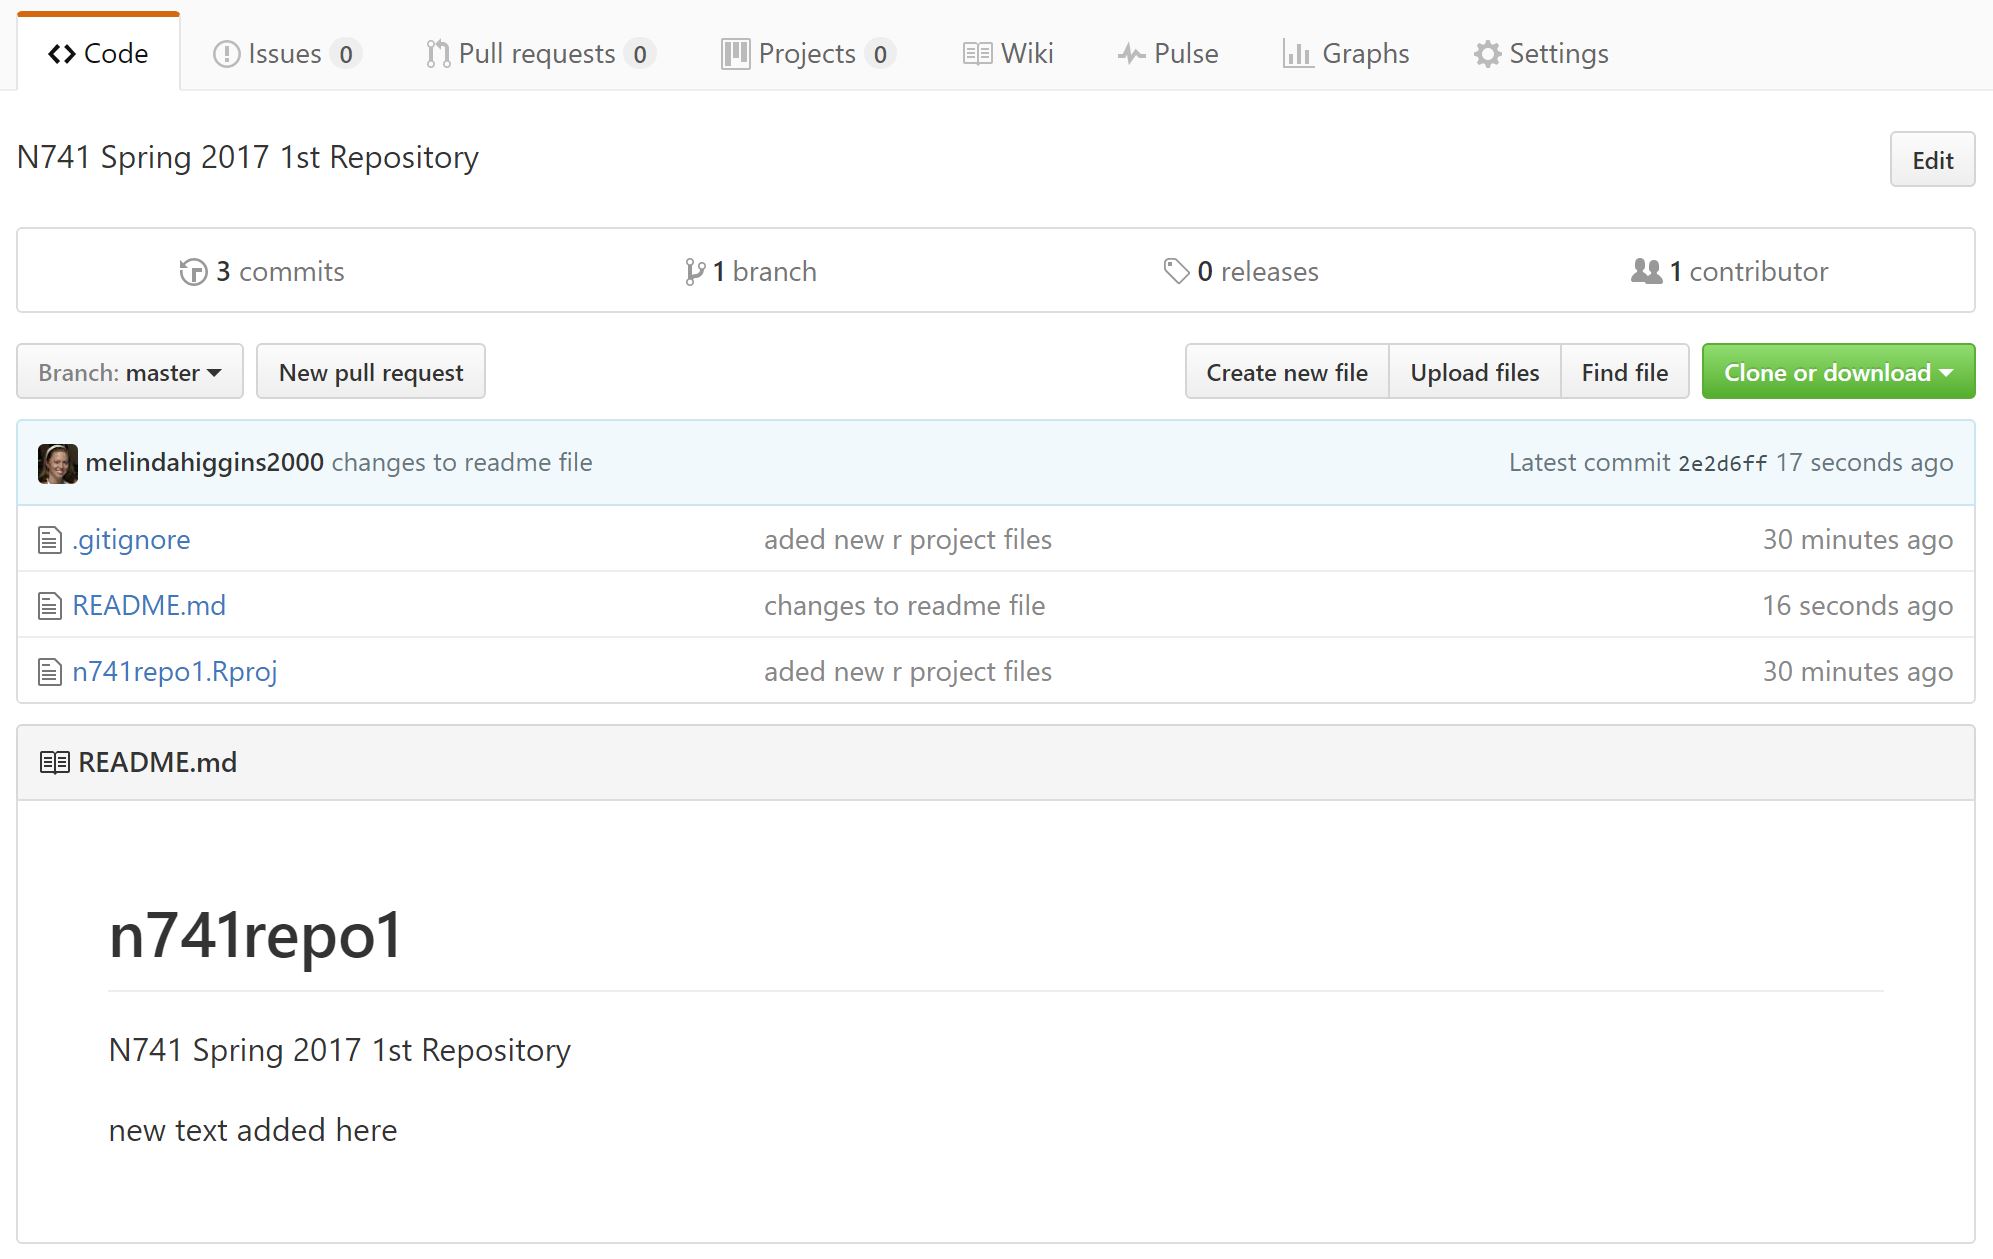 Code Issues 0 Pull requests 0 Projects 0 Wiki Pulse Graphs Settings
N741 Spring 2017 1st Repository Edit
3 commits 1 branch 0 releases 1 contributor
Branch: master New pull request Create new file Upload files Find file Clone or download
melindahiggins2000 changes to readme file Latest commit 2e2d6ff 17 seconds ago
.gitignore aded new r project files 30 minutes ago
README.md changes to readme file 16 seconds ago
n741repo1.Rproj aded new r project files 30 minutes ago
README.md
n741repo1
N741 Spring 2017 1st Repository
new text added here